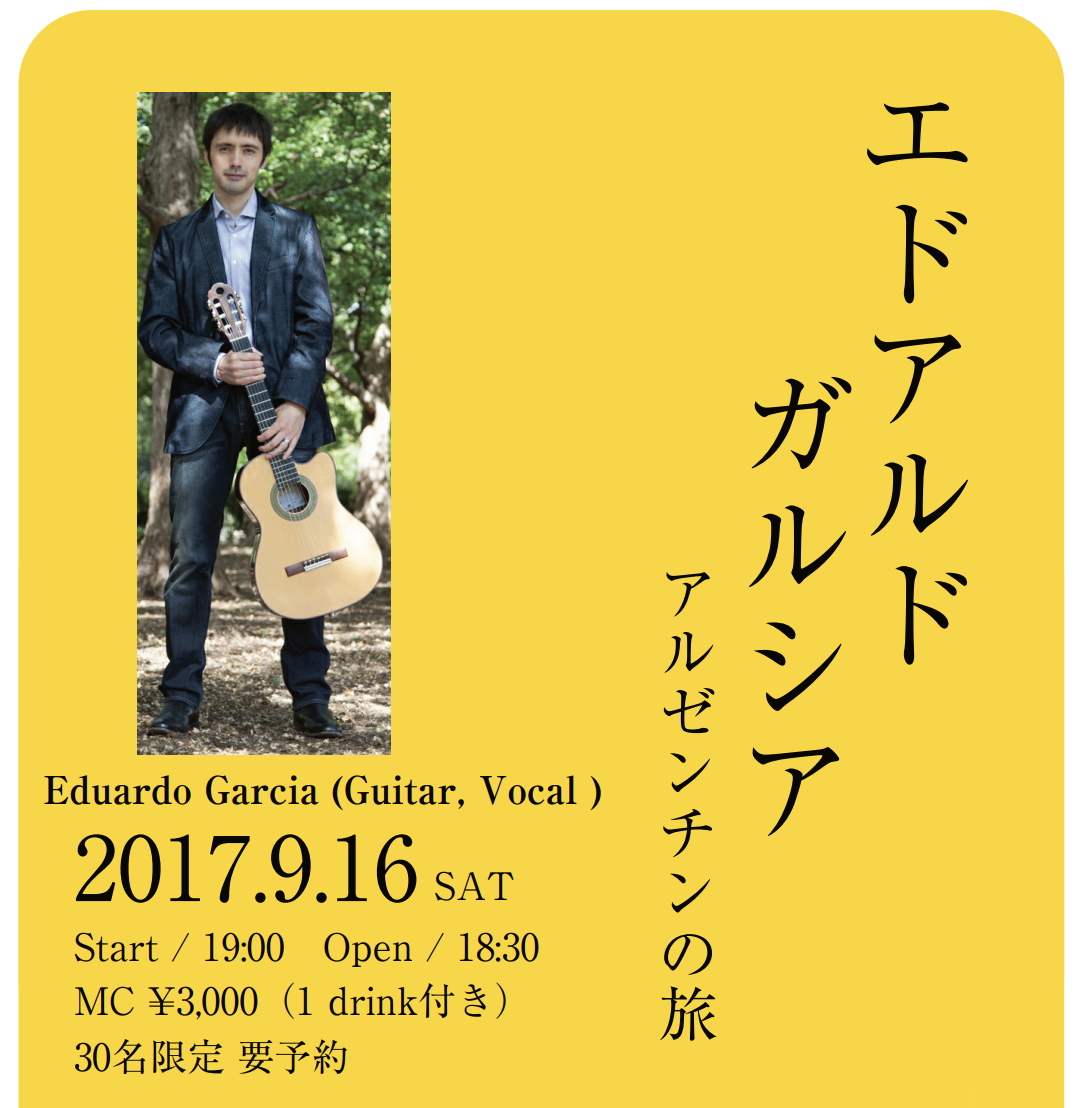 エドアルド
ガルシア
アルゼンチンの旅
Eduardo Garcia (Guitar, Vocal )
2017.9.16 SAT
Start / 19:00　Open / 18:30
MC ¥3,000（1 drink付き）
30名限定 要予約